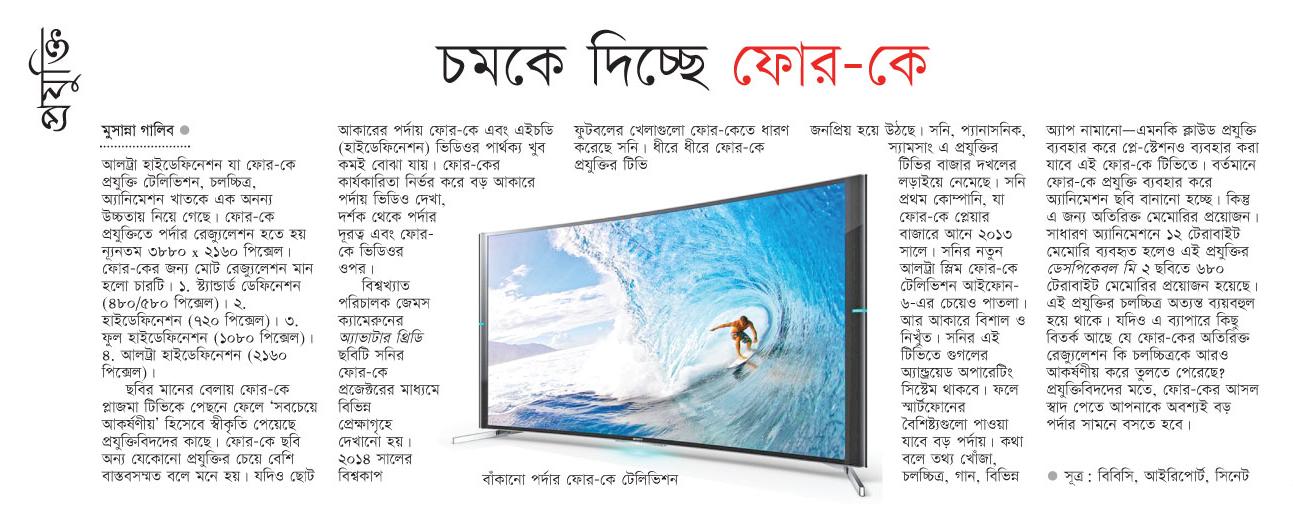 প্রযুক্তি
চমকে দিচ্ছে ফোর-কে
মুসান্না গালিব
আলট্রা হাইডেফিনেশন যা ফোর-কে
প্রযুক্তি টেলিভিশন, চলচ্চিত্র,
অ্যানিমেশন খাতকে এক অনন্য
উচ্চতায় নিয়ে গেছে। ফোর-কে
প্রযুক্তিতে পর্দার রেজ্যুলেশন হতে হয়
ন্যূনতম ৩৮৮০ x ২১৬০ পিক্সেল।
ফোর-কের জন্য মোট রেজ্যুলেশন মান
হলো চারটি। ১. স্ট্যান্ডার্ড ডেফিনেশন
(৪৮০/৫৮০ পিক্সেল)। ২.
হাইডেফিনেশন (৭২০ পিক্সেল)। ৩.
ফুল হাইডেফিনেশন (১০৮০ পিক্সেল)।
৪. আলট্রা হাইডেফিনেশন (২১৬০
পিক্সেল)।
ছবির মানের বেলায় ফোর-কে
প্লাজমা টিভিকে পেছনে ফেলে ‘সবচেয়ে
আকর্ষণীয়’ হিসেবে স্বীকৃতি পেয়েছে
প্রযুক্তিবিদদের কাছে। ফোর-কে ছবি
অন্য যেকোনো প্রযুক্তির চেয়ে বেশি
বাস্তবসম্মত বলে মনে হয়। যদিও ছোট
আকারের পর্দায় ফোর-কে এবং এইচডি
(হাইডেফিনেশন) ভিডিওর পার্থক্য খুব
কমই বোঝা যায়। ফোর-কের
কার্যকারিতা নির্ভর করে বড় আকারে
পর্দায় ভিডিও দেখা,
দর্শক থেকে পর্দার
দূরত্ব এবং ফোর-
কে ভিডিওর
ওপর।
বিশ্বখ্যাত
পরিচালক জেমস
ক্যামেরুনের
অ্যাভাটার থ্রিডি
ছবিটি সনির
ফোর-কে
প্রজেক্টরের মাধ্যমে
বিভিন্ন
প্রেক্ষাগৃহে
দেখানো হয়।
২০১৪ সালের
বিশ্বকাপ
ফুটবলের খেলাগুলো ফোর-কেতে ধারণ
করেছে সনি। ধীরে ধীরে ফোর-কে
প্রযুক্তির টিভি
বাঁকানো পর্দার ফোর-কে টেলিভিশন
জনপ্রিয় হয়ে উঠছে। সনি, প্যানাসনিক,
স্যামসাং এ প্রযুক্তির
টিভির বাজার দখলের
লড়াইয়ে নেমেছে। সনি
প্রথম কোম্পানি, যা
ফোর-কে প্লেয়ার
বাজারে আনে ২০১৩
সালে। সনির নতুন
আলট্রা স্লিম ফোর-কে
টেলিভিশন আইফোন-
৬-এর চেয়েও পাতলা।
আর আকারে বিশাল ও
নিখুঁত। সনির এই
টিভিতে গুগলের
অ্যান্ড্রয়েড অপারেটিং
সিস্টেম থাকবে। ফলে
স্মার্টফোনের
বৈশিষ্ট্যগুলো পাওয়া
যাবে বড় পর্দায়। কথা
বলে তথ্য খোঁজা,
চলচ্চিত্র, গান, বিভিন্ন
অ্যাপ নামানো—এমনকি ক্লাউড প্রযুক্তি
ব্যবহার করে প্লে-স্টেশনও ব্যবহার করা
যাবে এই ফোর-কে টিভিতে। বর্তমানে
ফোর-কে প্রযুক্তি ব্যবহার করে
অ্যানিমেশন ছবি বানানো হচ্ছে। কিন্তু
এ জন্য অতিরিক্ত মেমোরির প্রয়োজন।
সাধারণ অ্যানিমেশনে ১২ টেরাবাইট
মেমোরি ব্যবহৃত হলেও এই প্রযুক্তির
ডেসপিকেবল মি ২ ছবিতে ৬৮০
টেরাবাইট মেমোরির প্রয়োজন হয়েছে।
এই প্রযুক্তির চলচ্চিত্র অত্যন্ত ব্যয়বহুল
হয়ে থাকে। যদিও এ ব্যাপারে কিছু
বিতর্ক আছে যে ফোর-কের অতিরিক্ত
রেজ্যুলেশন কি চলচ্চিত্রকে আরও
আকর্ষণীয় করে তুলতে পেরেছে?
প্রযুক্তিবিদদের মতে, ফোর-কের আসল
স্বাদ পেতে আপনাকে অবশ্যই বড়
পর্দার সামনে বসতে হবে।
সূত্র : বিবিসি, আইরিপোর্ট, সিনেট